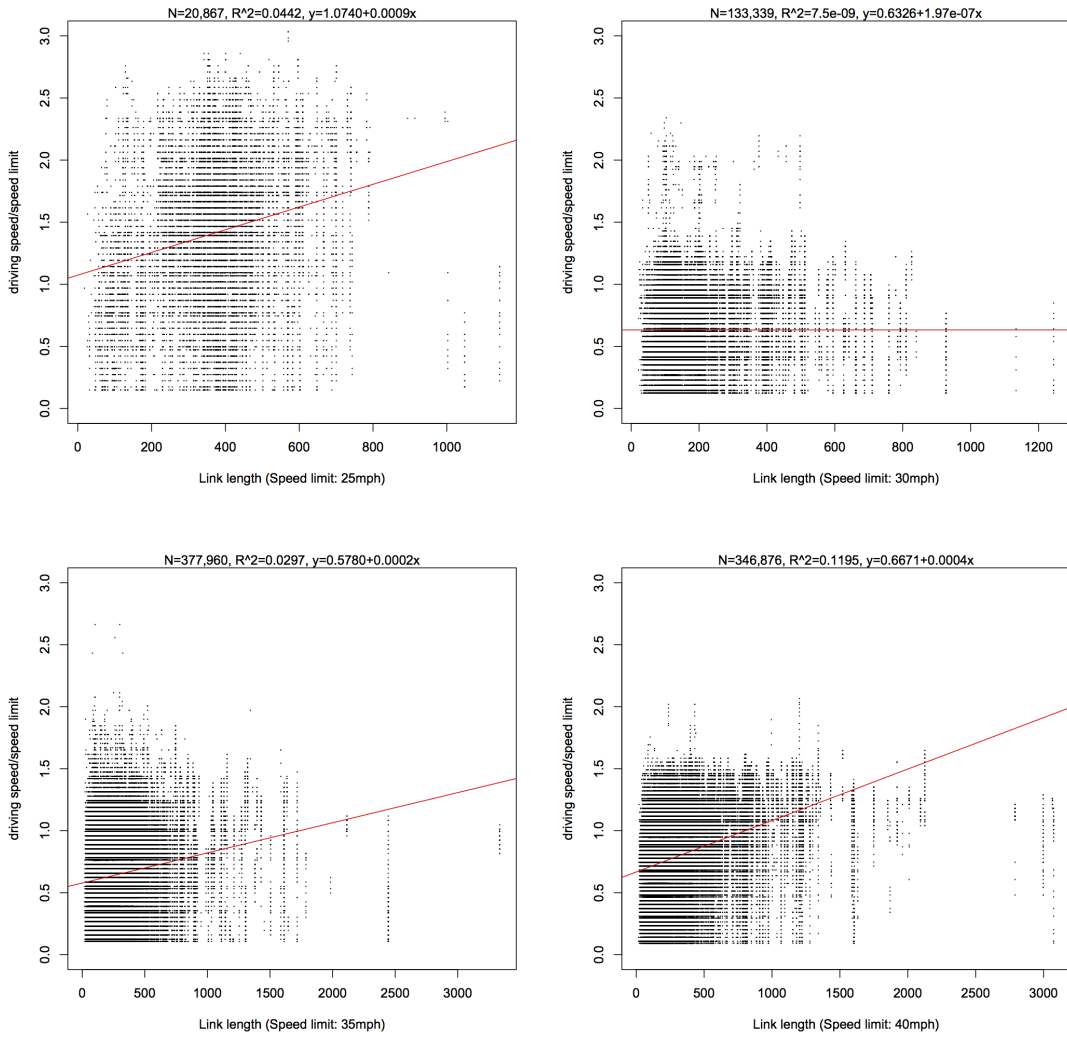 N=20,867, R^2=0.0442, y=1.0740+0.0009x
driving speed/speed limit
3.0
2.5
2.0
1.5
1.0
0.5
0.0
0 200 400 600 800 1000
Link length (Speed limit: 25mph)
N=133,339, R^2=7.5e-09, y=0.6326+1.97e-07x
driving speed/speed limit
3.0
2.5
2.0
1.5
1.0
0.5
0.0
0 200 400 600 800 1000 1200
Link length (Speed limit: 30mph)
N=377,960, R^2=0.0297, y=0.5780+0.0002x
driving speed/speed limit
3.0
2.5
2.0
1.5
1.0
0.5
0.0
0 500 1000 1500 2000 2500 3000
Link length (Speed limit: 35mph)
N=346,876, R^2=0.1195, y=0.6671+0.0004x
driving speed/speed limit
3.0
2.5
2.0
1.5
1.0
0.5
0.0
0 500 1000 1500 2000 2500 3000
Link length (Speed limit: 40mph)